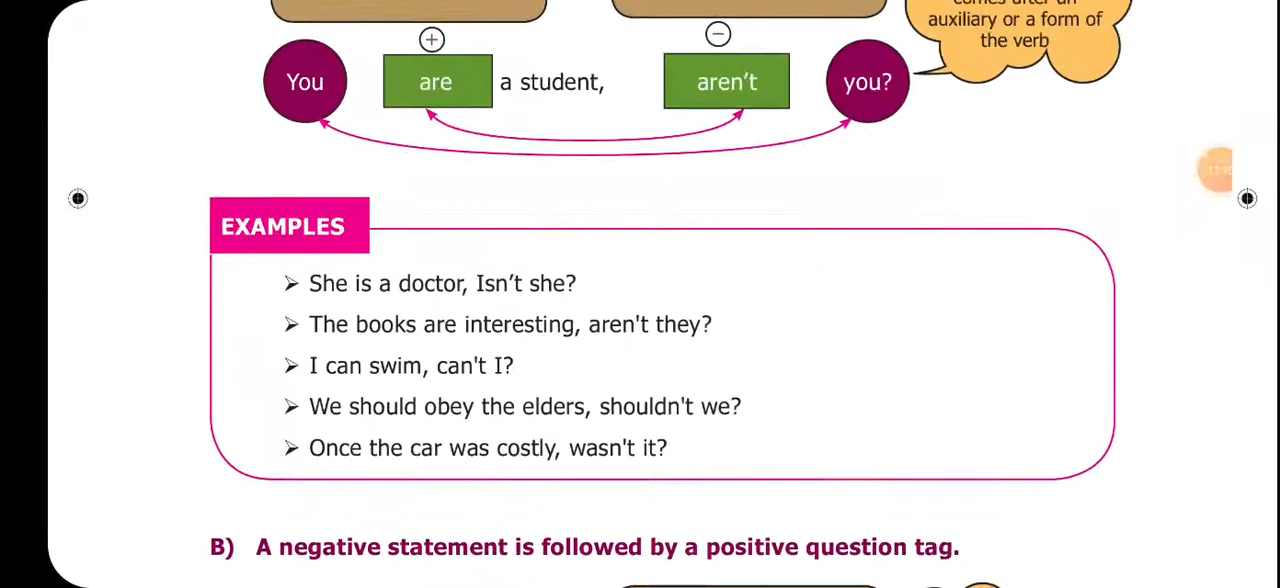 auxiliary or a form of
the verb
+ −
You are a student, aren't you?
EXAMPLES
➢ She is a doctor, Isn't she?
➢ The books are interesting, aren't they?
➢ I can swim, can't I?
➢ We should obey the elders, shouldn't we?
➢ Once the car was costly, wasn't it?
B) A negative statement is followed by a positive question tag.